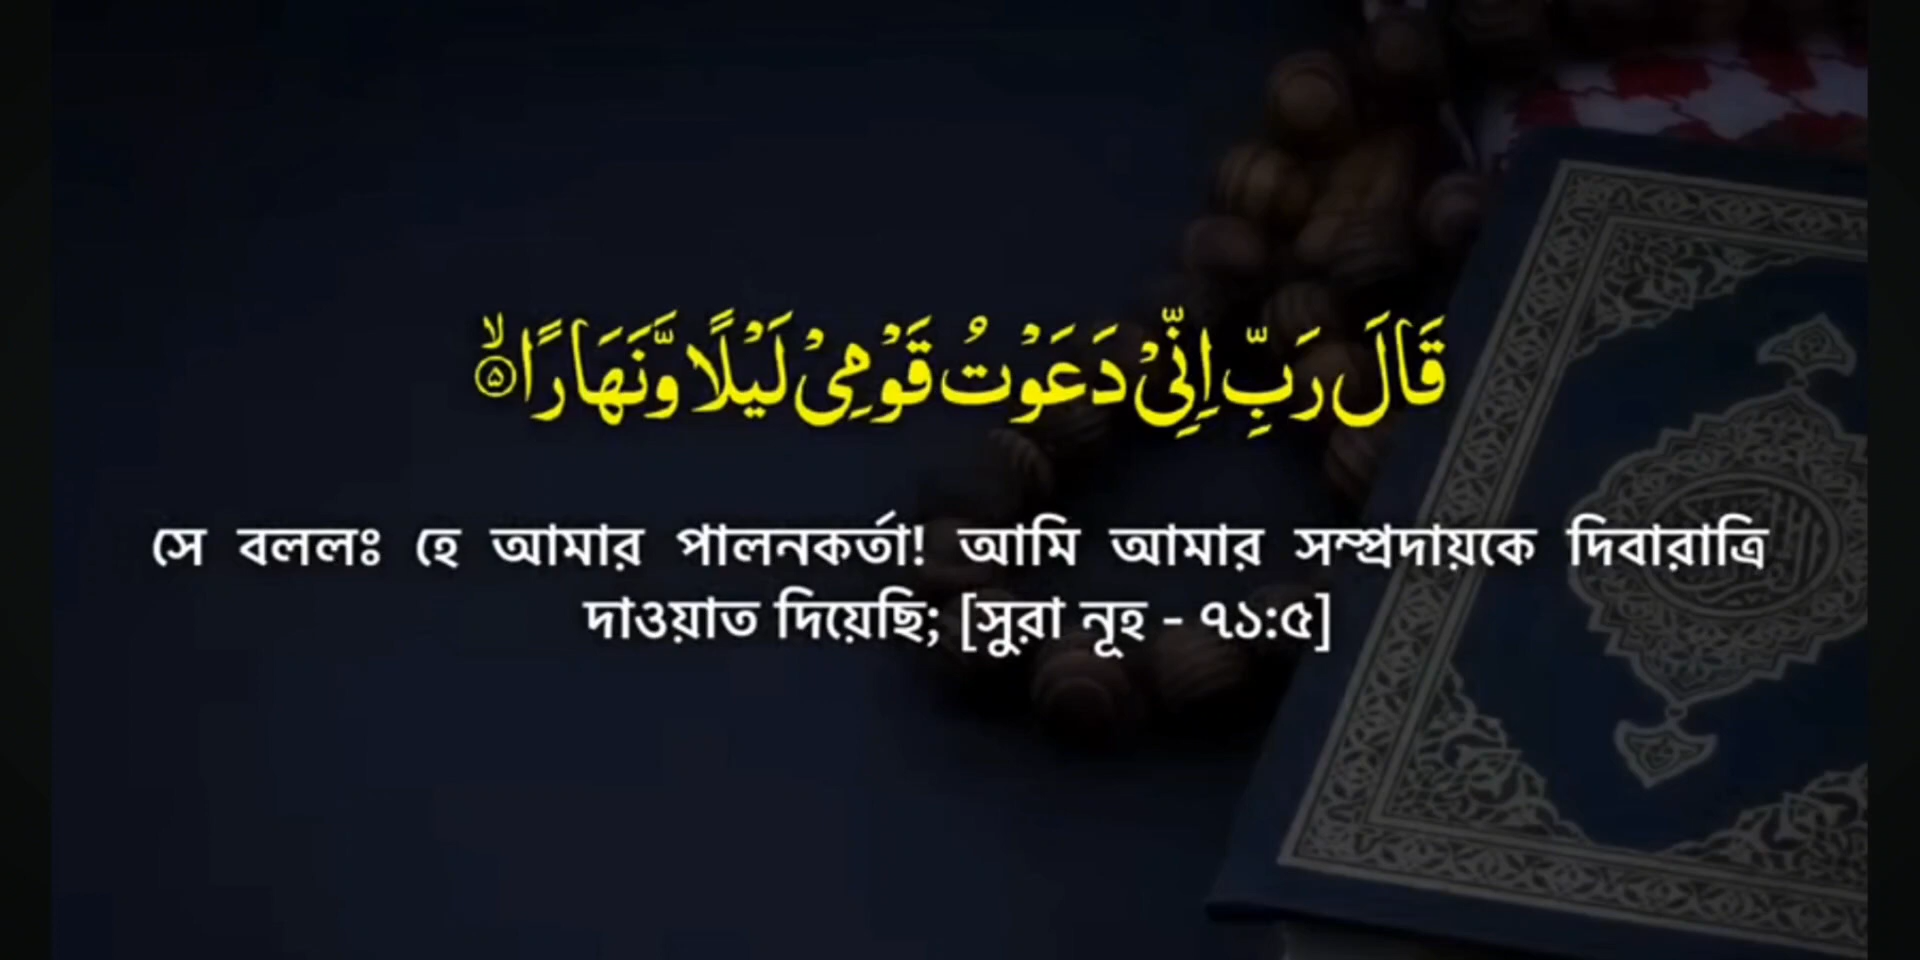 قَالَ رَبِّ اِنِّیْ دَعَوْتُ قَوْمِیْ لَیْلًا وَّنَهَارًا ۙ۝۵
সে বললঃ হে আমার পালনকর্তা! আমি আমার সম্প্রদায়কে দিবারাত্রি
দাওয়াত দিয়েছি; [সুরা নূহ - ৭১:৫]